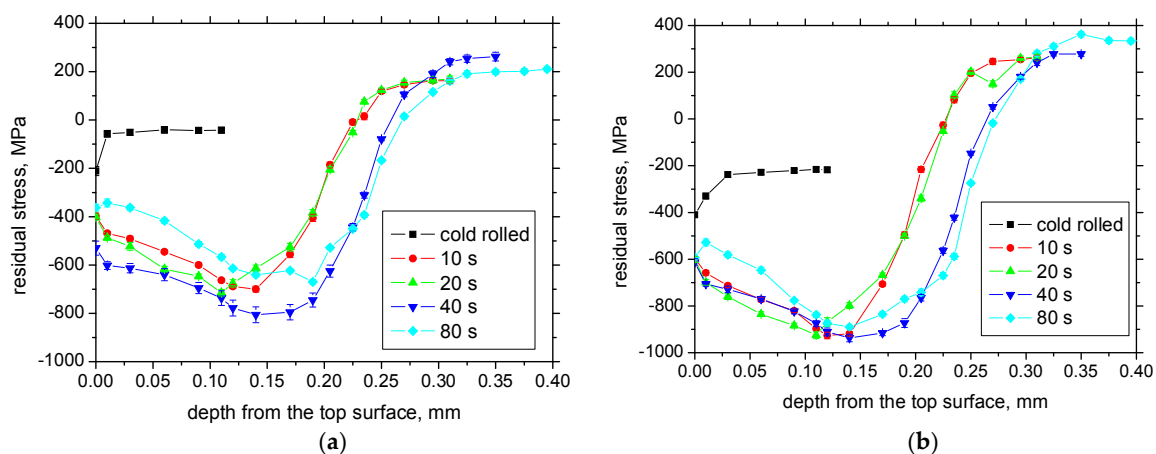 400
200
0
-200
-400
-600
-800
-1000
residual stress, MPa
cold rolled
10 s
20 s
40 s
80 s
0.00 0.05 0.10 0.15 0.20 0.25 0.30 0.35 0.40
depth from the top surface, mm
(a)
400
200
0
-200
-400
-600
-800
-1000
residual stress, MPa
cold rolled
10 s
20 s
40 s
80 s
0.00 0.05 0.10 0.15 0.20 0.25 0.30 0.35 0.40
depth from the top surface, mm
(b)